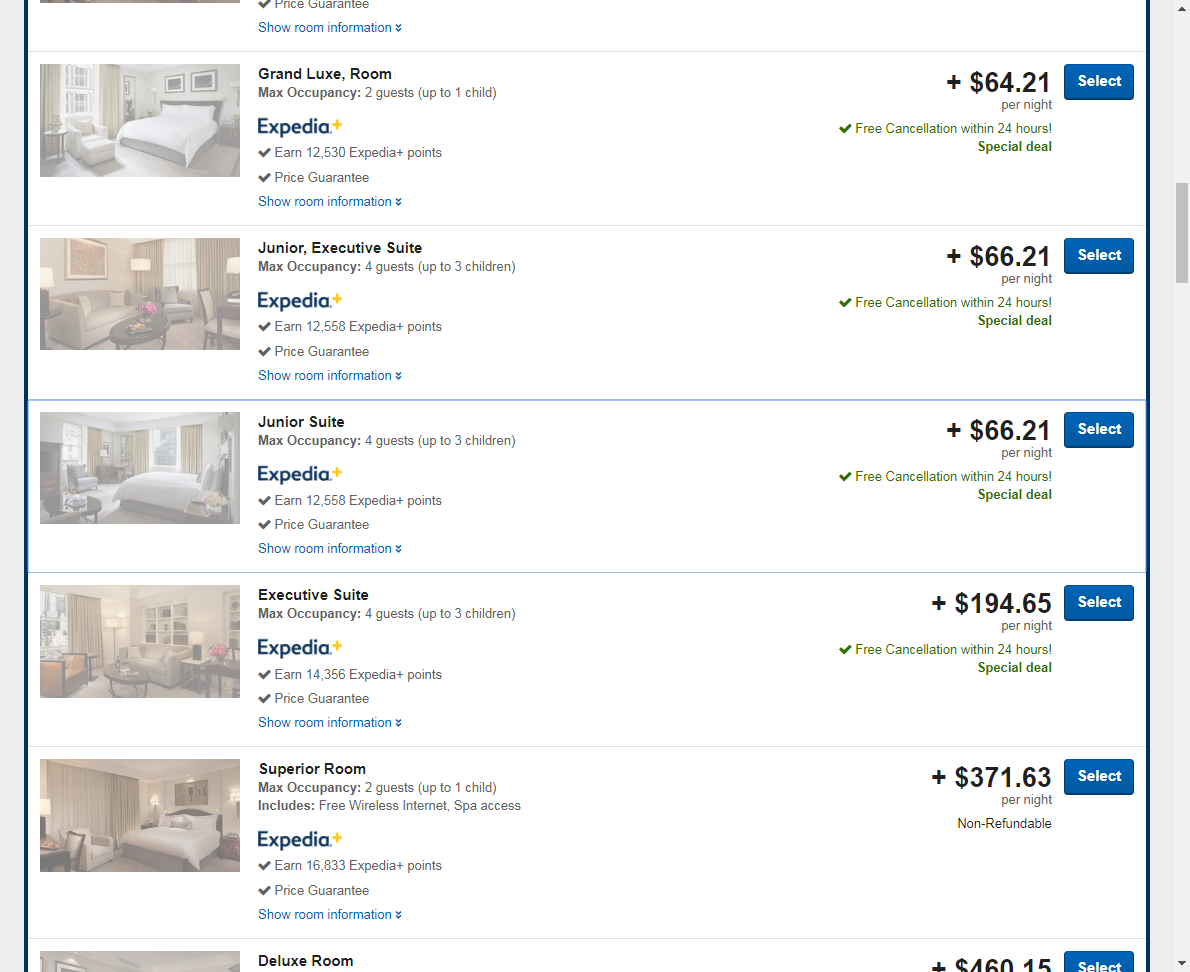 Price Guarantee
Show room information
Grand Luxe, Room
Max Occupancy: 2 guests (up to 1 child)
+ $64.21
per night
Select
Expedia+
Free Cancellation within 24 hours!
Special deal
Earn 12,530 Expedia+ points
Price Guarantee
Show room information
Junior, Executive Suite
Max Occupancy: 4 guests (up to 3 children)
+ $66.21
per night
Select
Expedia+
Free Cancellation within 24 hours!
Special deal
Earn 12,558 Expedia+ points
Price Guarantee
Show room information
Junior Suite
Max Occupancy: 4 guests (up to 3 children)
+ $66.21
per night
Select
Expedia+
Free Cancellation within 24 hours!
Special deal
Earn 12,558 Expedia+ points
Price Guarantee
Show room information
Executive Suite
Max Occupancy: 4 guests (up to 3 children)
+ $194.65
per night
Select
Expedia+
Free Cancellation within 24 hours!
Special deal
Earn 14,356 Expedia+ points
Price Guarantee
Show room information
Superior Room
Max Occupancy: 2 guests (up to 1 child)
Includes: Free Wireless Internet, Spa access
+ $371.63
per night
Select
Non-Refundable
Expedia+
Earn 16,833 Expedia+ points
Price Guarantee
Show room information
Deluxe Room
+ $460.15
Select